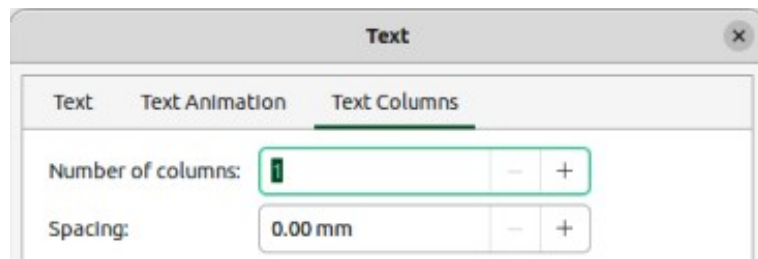 Text
Text Text Animation Text Columns
Number of columns: 1
Spacing: 0.00 mm